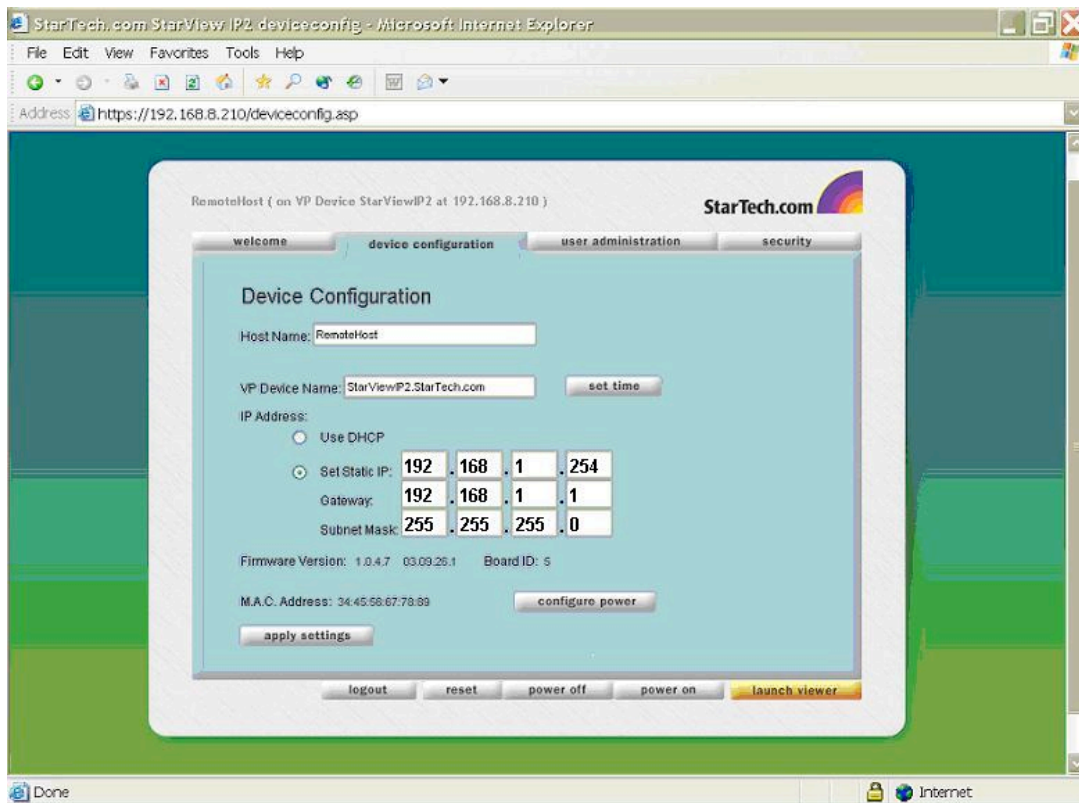 StarTech.com StarView IP2 deviceconfig - Microsoft Internet Explorer
File Edit View Favorites Tools Help
Address https://192.168.8.210/deviceconfig.asp
RemoteHost ( on VP Device StarViewIP2 at 192.168.8.210 )
StarTech.com
welcome device configuration user administration security
Device Configuration
Host Name: RemoteHost
VP Device Name: StarViewIP2.StarTech.com set time
IP Address:
Use DHCP
Set Static IP: 192 . 168 . 1 . 254
Gateway: 192 . 168 . 1 . 1
Subnet Mask: 255 . 255 . 255 . 0
Firmware Version: 1.0.4.7 03.09.26.1 Board ID: 5
M.A.C. Address: 34:45:56:67:78:89 configure power
apply settings
logout reset power off power on launch viewer
Done Internet